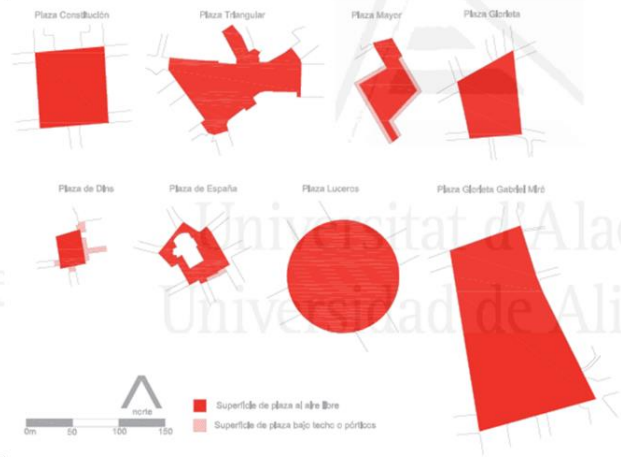 Plaza Constitución
Plaza Triangular
Plaza Mayor
Plaza Glorieta
Plaza de Dins
Plaza de España
Plaza Luceros
Plaza Glorieta Gabriel Miró
Universitat d'Ala
Universidad de Ali
norte
0m 50 100 150
Superficie de plaza al aire libre
Superficie de plaza bajo techo o pórticos